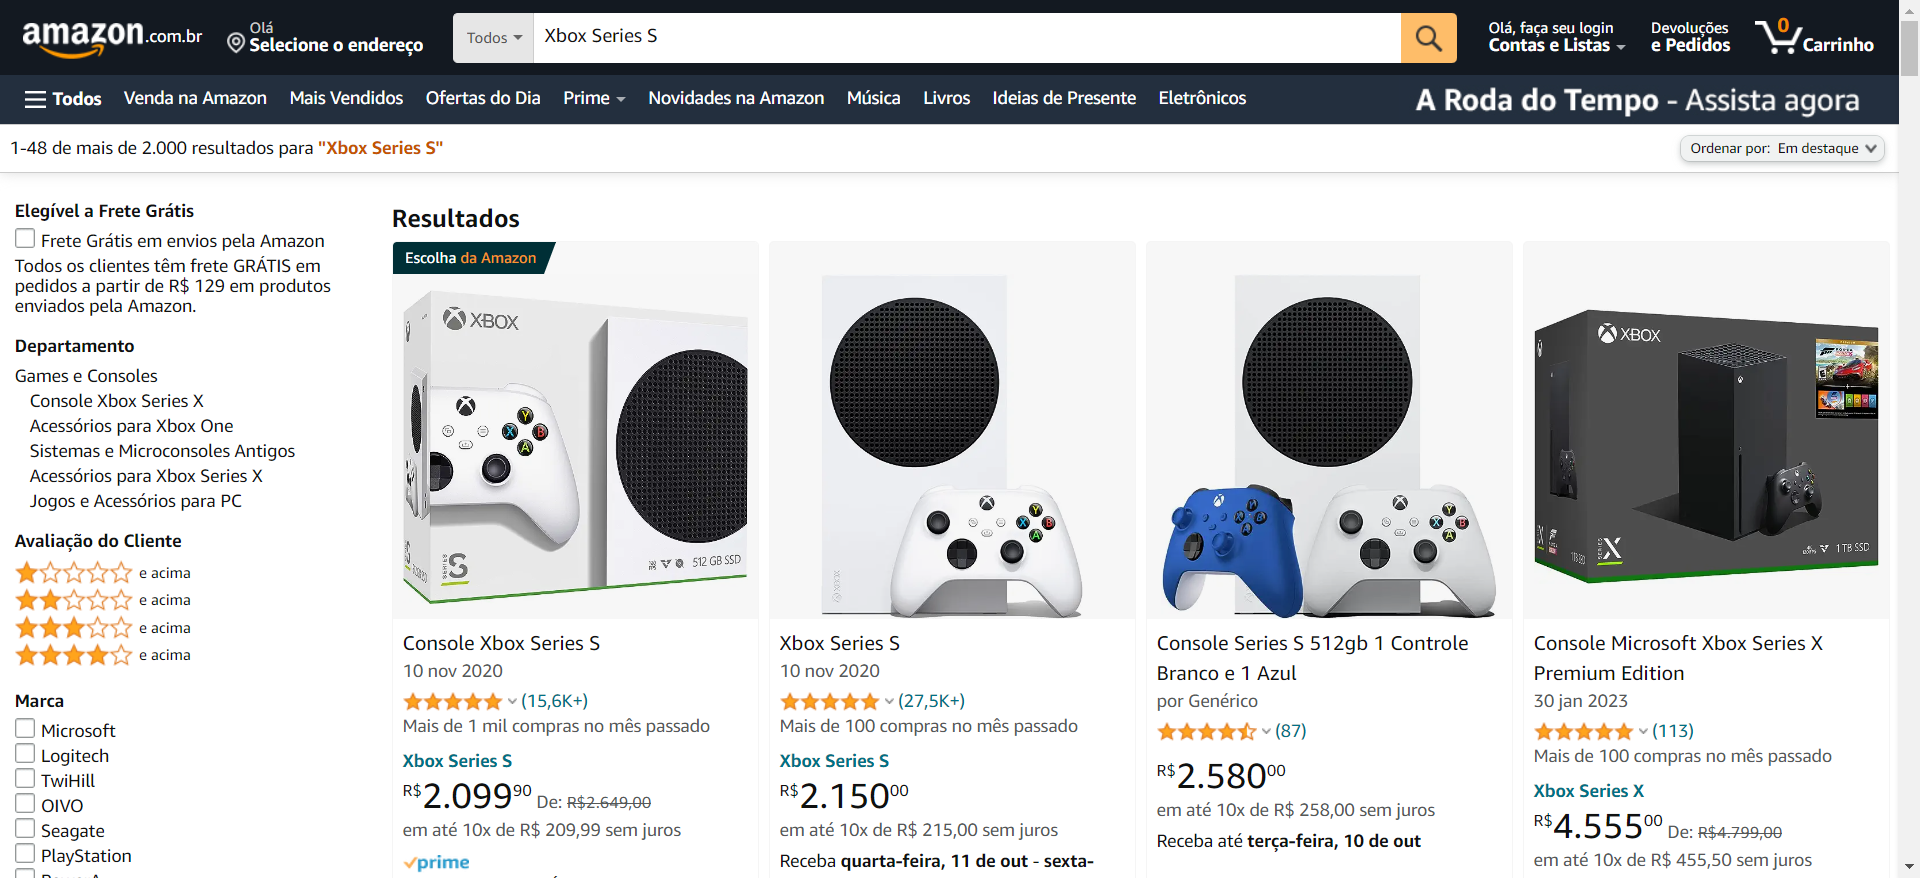 amazon.com.br
Olá
Selecione o endereço
Todos
Xbox Series S
Olá, faça seu login
Contas e Listas
Devoluções
e Pedidos
0
Carrinho
Todos
Venda na Amazon
Mais Vendidos
Ofertas do Dia
Prime
Novidades na Amazon
Música
Livros
Ideias de Presente
Eletrônicos
A Roda do Tempo - Assista agora
1-48 de mais de 2.000 resultados para "Xbox Series S"
Ordenar por: Em destaque
Elegível a Frete Grátis
Frete Grátis em envios pela Amazon
Todos os clientes têm frete GRÁTIS em
pedidos a partir de R$ 129 em produtos
enviados pela Amazon.
Departamento
Games e Consoles
Console Xbox Series X
Acessórios para Xbox One
Sistemas e Microconsoles Antigos
Acessórios para Xbox Series X
Jogos e Acessórios para PC
Avaliação do Cliente
e acima
e acima
e acima
e acima
Marca
Microsoft
Logitech
TwiHill
OIVO
Seagate
PlayStation
Resultados
Escolha da Amazon
XBOX
Y
X
B
A
SERIES S
512 GB SSD
Console Xbox Series S
10 nov 2020
(15,6K+)
Mais de 1 mil compras no mês passado
Xbox Series S
R$2.09990 De: R$2.649,00
em até 10x de R$ 209,99 sem juros
prime
XBOX
Y
X
B
A
Xbox Series S
10 nov 2020
(27,5K+)
Mais de 100 compras no mês passado
Xbox Series S
R$2.15000
em até 10x de R$ 215,00 sem juros
Receba quarta-feira, 11 de out - sexta-
Y
X
B
A
Console Series S 512gb 1 Controle
Branco e 1 Azul
por Genérico
(87)
R$2.58000
em até 10x de R$ 258,00 sem juros
Receba até terça-feira, 10 de out
XBOX
SERIES X
1TB SSD
Console Microsoft Xbox Series X
Premium Edition
30 jan 2023
(113)
Mais de 100 compras no mês passado
Xbox Series X
R$4.55500 De: R$4.799,00
em até 10x de R$ 455,50 sem juros